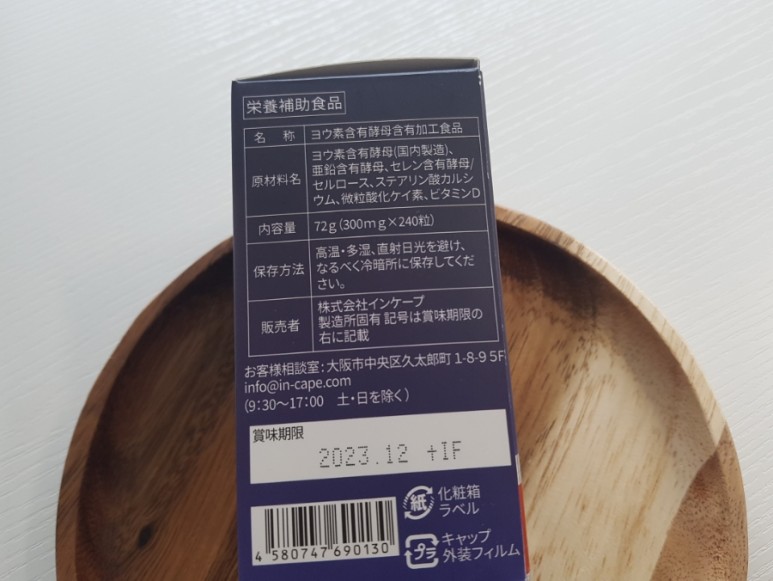 栄養補助食品
名 称 ヨウ素含有酵母含有加工食品
原材料名 ヨウ素含有酵母(国内製造)、
亜鉛含有酵母、セレン含有酵母/
セルロース、ステアリン酸カルシ
ウム、微粒酸化ケイ素、ビタミンD
内容量 72g(300mg×240粒)
保存方法 高温・多湿、直射日光を避け、
なるべく冷暗所に保存してくだ
さい。
販売者 株式会社インケープ
製造所固有 記号は賞味期限の
右に記載
お客様相談室:大阪市中央区久太郎町 1-8-9 5F
info@in-cape.com
(9:30～17:00 土・日を除く)
賞味期限
2023.12 +IF
4 580747 690130
紙 化粧箱
ラベル
プラ キャップ
外装フィルム